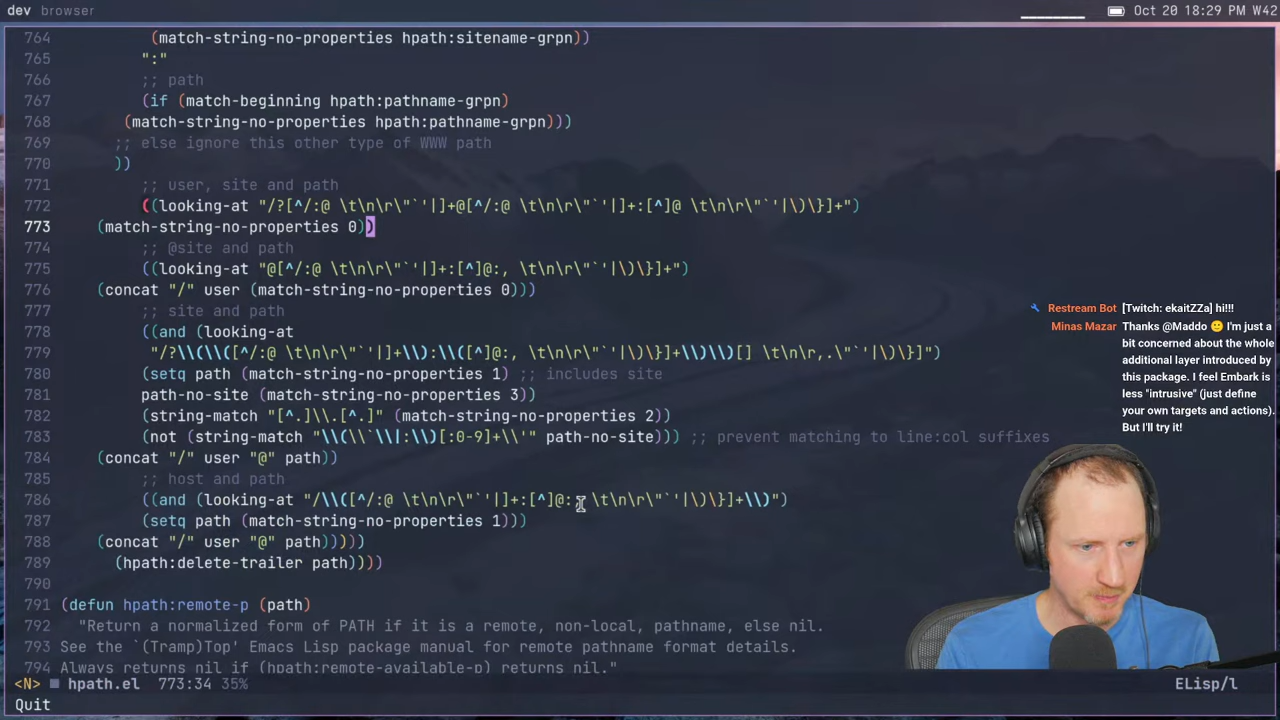 dev browser Oct 20 18:29 PM W42
764 (match-string-no-properties hpath:sitename-grpn))
765 ":"
766 ;; path
767 (if (match-beginning hpath:pathname-grpn)
768 (match-string-no-properties hpath:pathname-grpn)))
769 ;; else ignore this other type of WWW path
770 ))
771 ;; user, site and path
772 ((looking-at "/?[^/:@ \t\n\r\"`'|]+@[^/:@ \t\n\r\"`'|]+:[^]@ \t\n\r\"`'|\)\}]+")
773 (match-string-no-properties 0))
774 ;; @site and path
775 ((looking-at "@[^/:@ \t\n\r\"`'|]+:[^]@:, \t\n\r\"`'|\)\}]+")
776 (concat "/" user (match-string-no-properties 0)))
777 ;; site and path
778 ((and (looking-at
779 "/?\\(\\([^/:@ \t\n\r\"`'|]+\\):\\([^]@:, \t\n\r\"`'|\)\}]+\\)\\)[] \t\n\r,.\"`'|\)\}]")
780 (setq path (match-string-no-properties 1) ;; includes site
781 path-no-site (match-string-no-properties 3))
782 (string-match "[^.]\\.[^.]" (match-string-no-properties 2))
783 (not (string-match "\\(\\`\\|:\\)[:0-9]+\\'" path-no-site))) ;; prevent matching to line:col suffixes
784 (concat "/" user "@" path))
785 ;; host and path
786 ((and (looking-at "/\\([^/:@ \t\n\r\"`'|]+:[^]@: \t\n\r\"`'|\)\}]+\\)")
787 (setq path (match-string-no-properties 1)))
788 (concat "/" user "@" path)))))
789 (hpath:delete-trailer path))))
790
791 (defun hpath:remote-p (path)
792 "Return a normalized form of PATH if it is a remote, non-local, pathname, else nil.
793 See the `(Tramp)Top' Emacs Lisp package manual for remote pathname format details.
794 Always returns nil if (hpath:remote-available-p) returns nil."
<N> hpath.el 773:34 35% ELisp/l
Quit
Restream Bot [Twitch: ekaitZZa] hi!!!
Minas Mazar Thanks @Maddo 🙂 I'm just a
bit concerned about the whole
additional layer introduced by
this package. I feel Embark is
less "intrusive" (just define
your own targets and actions).
But I'll try it!